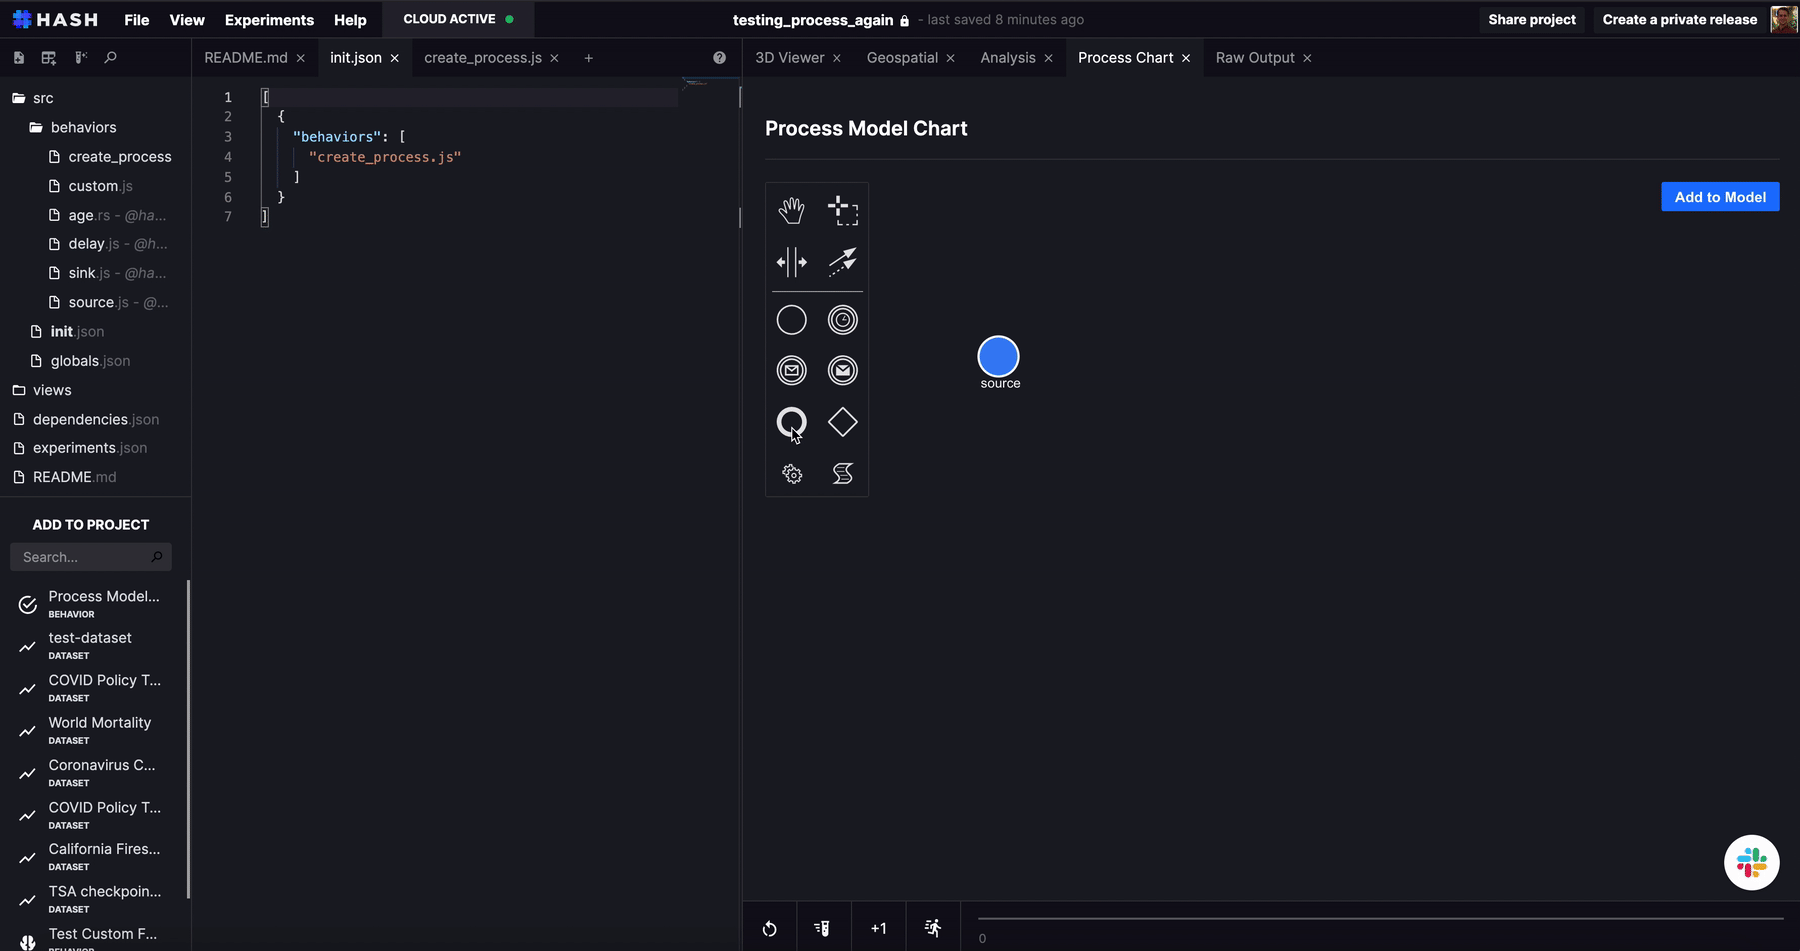 HASH File View Experiments Help CLOUD ACTIVE testing_process_again - last saved 8 minutes ago Share project Create a private release
README.md init.json create_process.js + 3D Viewer Geospatial Analysis Process Chart Raw Output
src
behaviors
create_process
custom.js
age.rs - @ha...
delay.js - @h...
sink.js - @ha...
source.js - @...
init.json
globals.json
views
dependencies.json
experiments.json
README.md
ADD TO PROJECT
Search...
Process Model...
BEHAVIOR
test-dataset
DATASET
COVID Policy T...
DATASET
World Mortality
DATASET
Coronavirus C...
DATASET
COVID Policy T...
DATASET
California Fires...
DATASET
TSA checkpoin...
DATASET
Test Custom F...
BEHAVIOR
1 [
2 {
3 "behaviors": [
4 "create_process.js"
5 ]
6 }
7 ]
Process Model Chart
Add to Model
source
+1
0